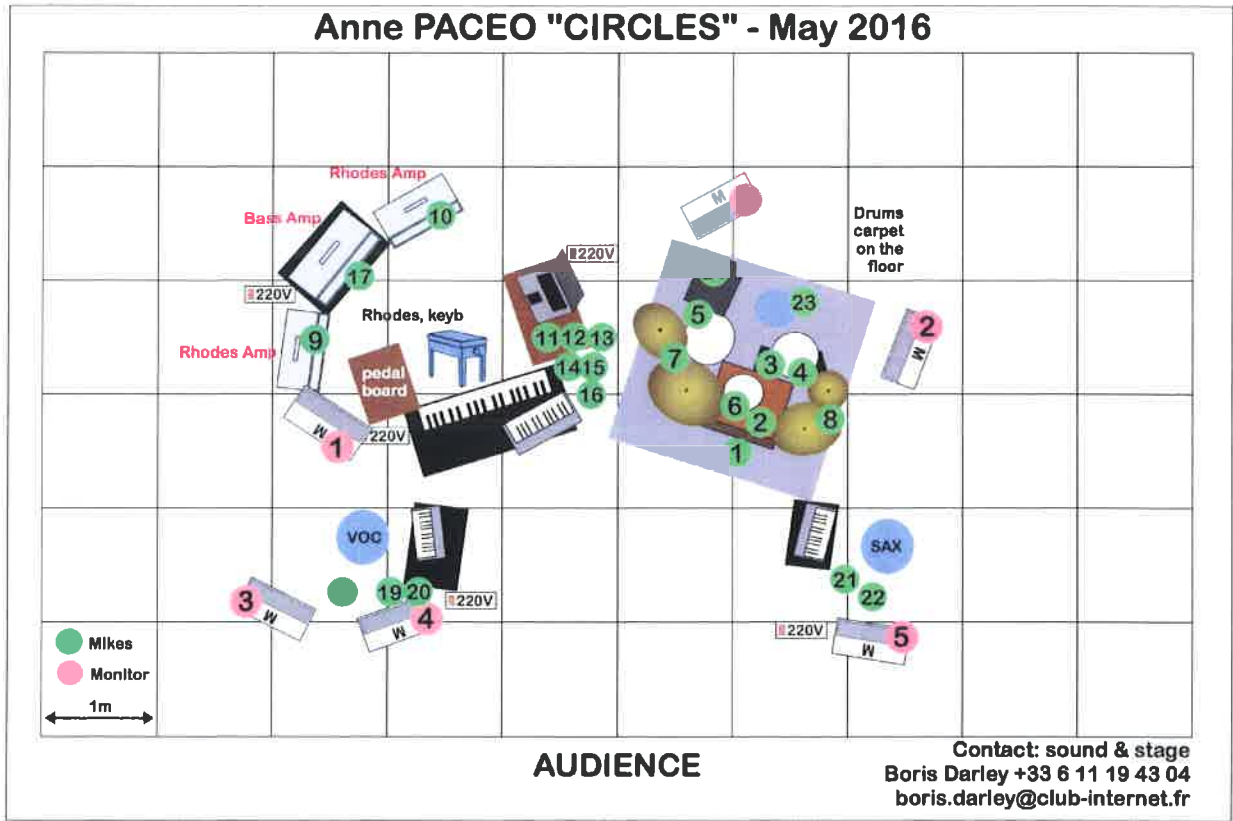 Anne PACEO "CIRCLES" - May 2016
Rhodes Amp
10
Bass Amp
17
220V
Rhodes Amp
9
Rhodes, keyb
pedal
board
M
1
220V
220V
11 12 13
14 15
16
M
Drums
carpet
on the
floor
5
23
7
3
4
6
2
8
1
2
M
VOC
19 20
220V
3
M
4
M
SAX
21
22
220V
5
M
Mikes
Monitor
1m
AUDIENCE
Contact: sound & stage
Boris Darley +33 6 11 19 43 04
boris.darley@club-internet.fr